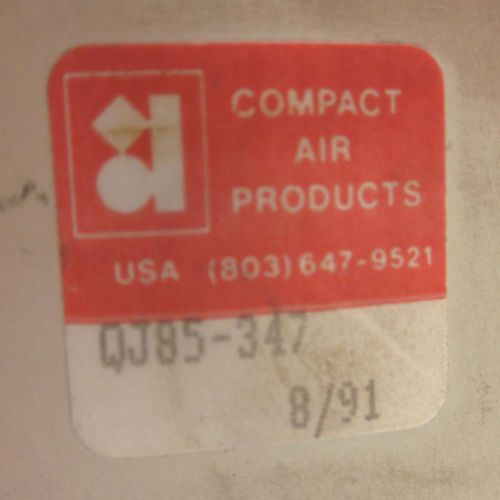 COMPACT
AIR
PRODUCTS
USA (803) 647-9521
QJ85-347
8/91